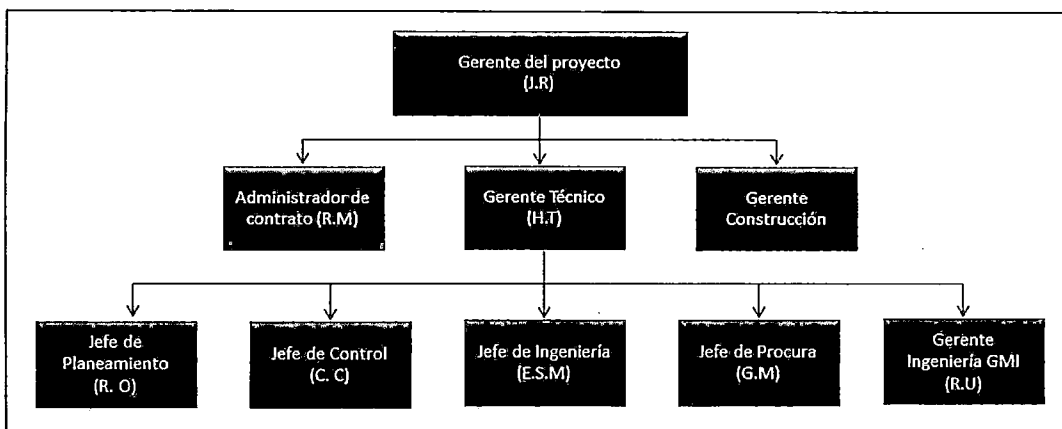 Gerente del proyecto
(J.R)
Administrador de
contrato (R.M)
Gerente Técnico
(H.T)
Gerente
Construcción
Jefe de
Planeamiento
(R. O)
Jefe de Control
(C. C)
Jefe de Ingeniería
(E.S.M)
Jefe de Procura
(G.M)
Gerente
Ingeniería GMI
(R.U)